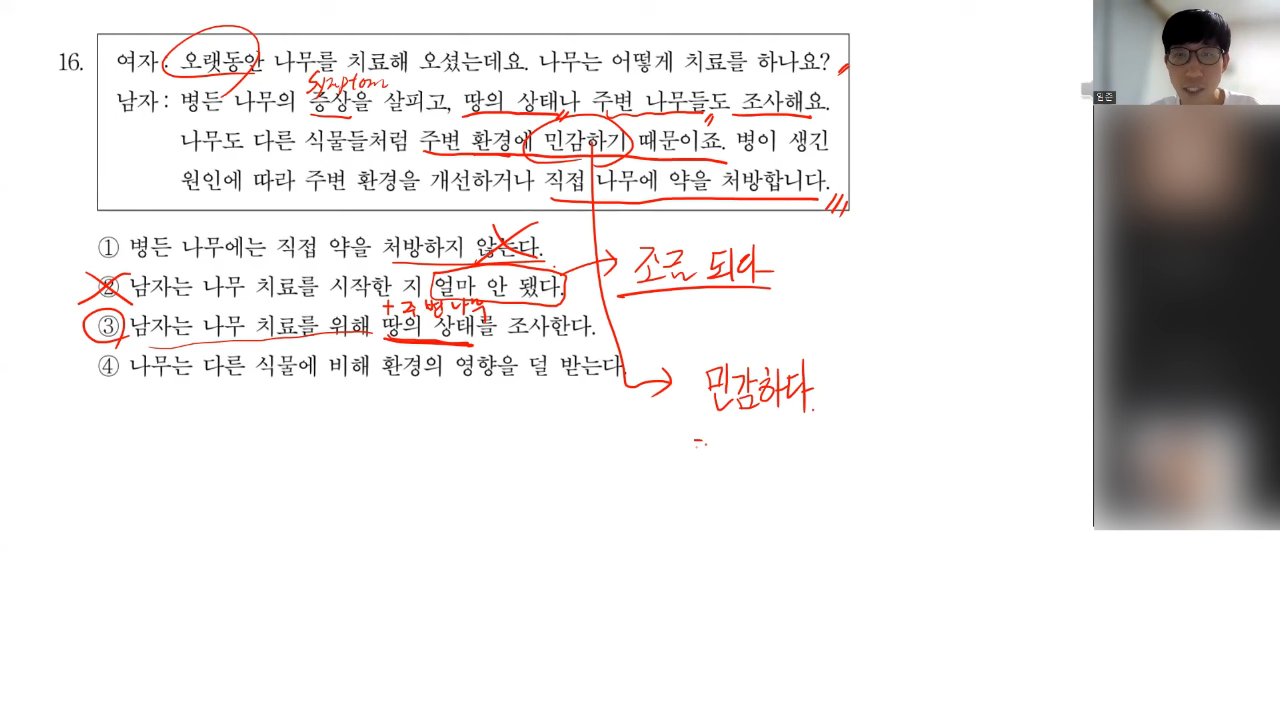 16. 여자: 오랫동안 나무를 치료해 오셨는데요. 나무는 어떻게 치료를 하나요?
symptom
남자: 병든 나무의 증상을 살피고, 땅의 상태나 주변 나무들도 조사해요.
나무도 다른 식물들처럼 주변 환경에 민감하기 때문이죠. 병이 생긴
원인에 따라 주변 환경을 개선하거나 직접 나무에 약을 처방합니다.
① 병든 나무에는 직접 약을 처방하지 않는다.
② 남자는 나무 치료를 시작한 지 얼마 안 됐다.
조금 되다
+ 주변 나무
③ 남자는 나무 치료를 위해 땅의 상태를 조사한다.
④ 나무는 다른 식물에 비해 환경의 영향을 덜 받는다.
민감하다.